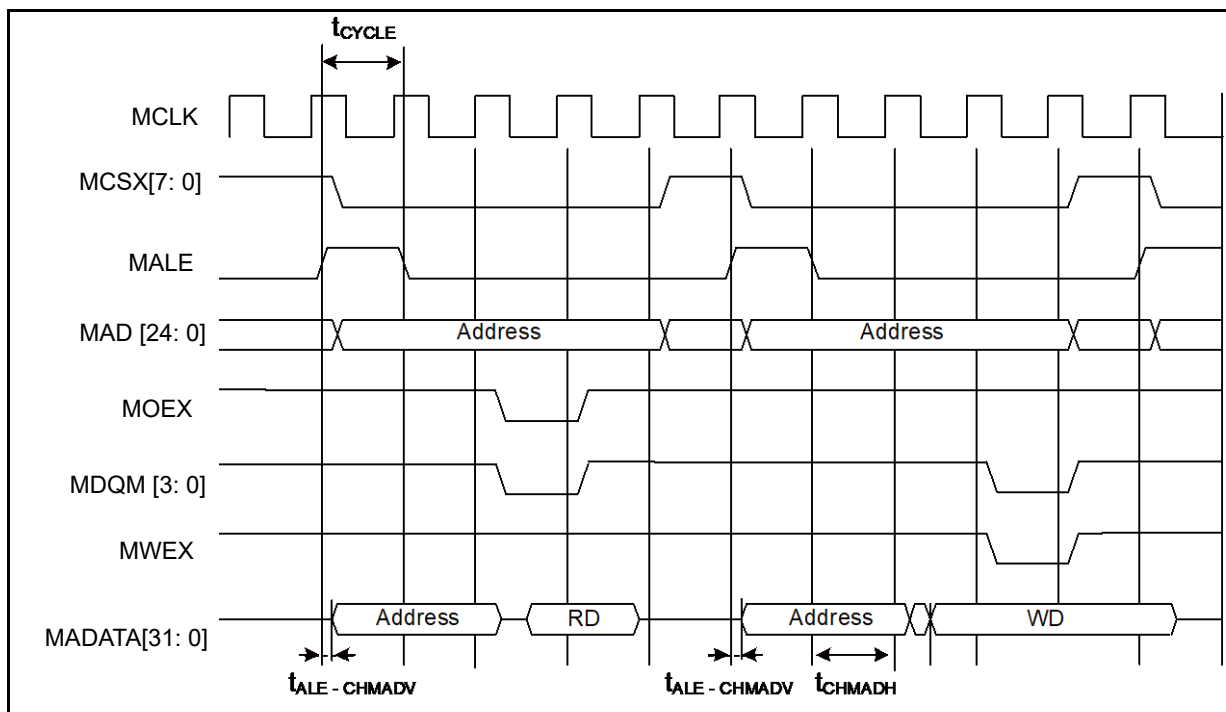 tCYCLE
MCLK
MCSX[7: 0]
MALE
MAD [24: 0] Address Address
MOEX
MDQM [3: 0]
MWEX
MADATA[31: 0] Address RD Address WD
tALE - CHMADV tALE - CHMADV tCHMADH